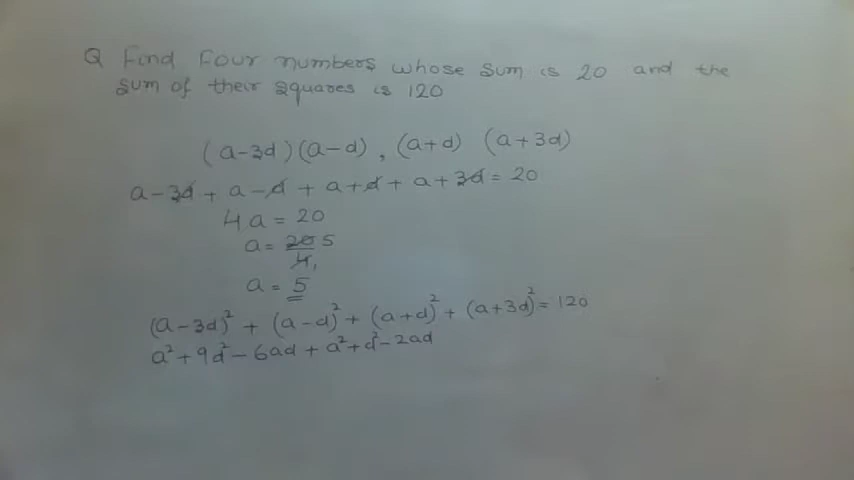 Q Find Four numbers whose sum is 20 and the
sum of their squares is 120
(a-3d)(a-d), (a+d) (a+3d)
a-3d + a-d + a+d + a+3d = 20
4a = 20
a = 20/4 5 1
a = 5
(a-3d)² + (a-d)² + (a+d)² + (a+3d)² = 120
a² + 9d² - 6ad + a² + d² - 2ad